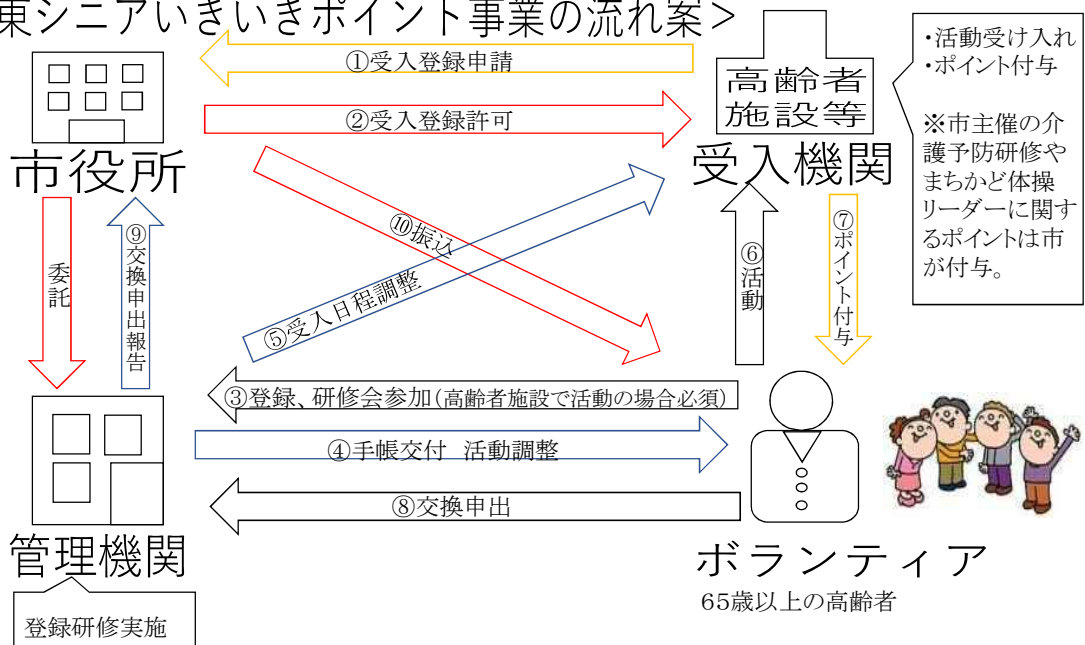 東シニアいきいきポイント事業の流れ案>
①受入登録申請
②受入登録許可
高齢者
施設等
・活動受け入れ
・ポイント付与
※市主催の介
護予防研修や
まちかど体操
リーダーに関す
るポイントは市
が付与。
市役所
受入機関
委託
⑨交換申出報告
⑩振込
⑤受入日程調整
⑥活動
⑦ポイント付与
③登録、研修会参加(高齢者施設で活動の場合必須)
④手帳交付 活動調整
⑧交換申出
管理機関
ボランティア
65歳以上の高齢者
登録研修実施